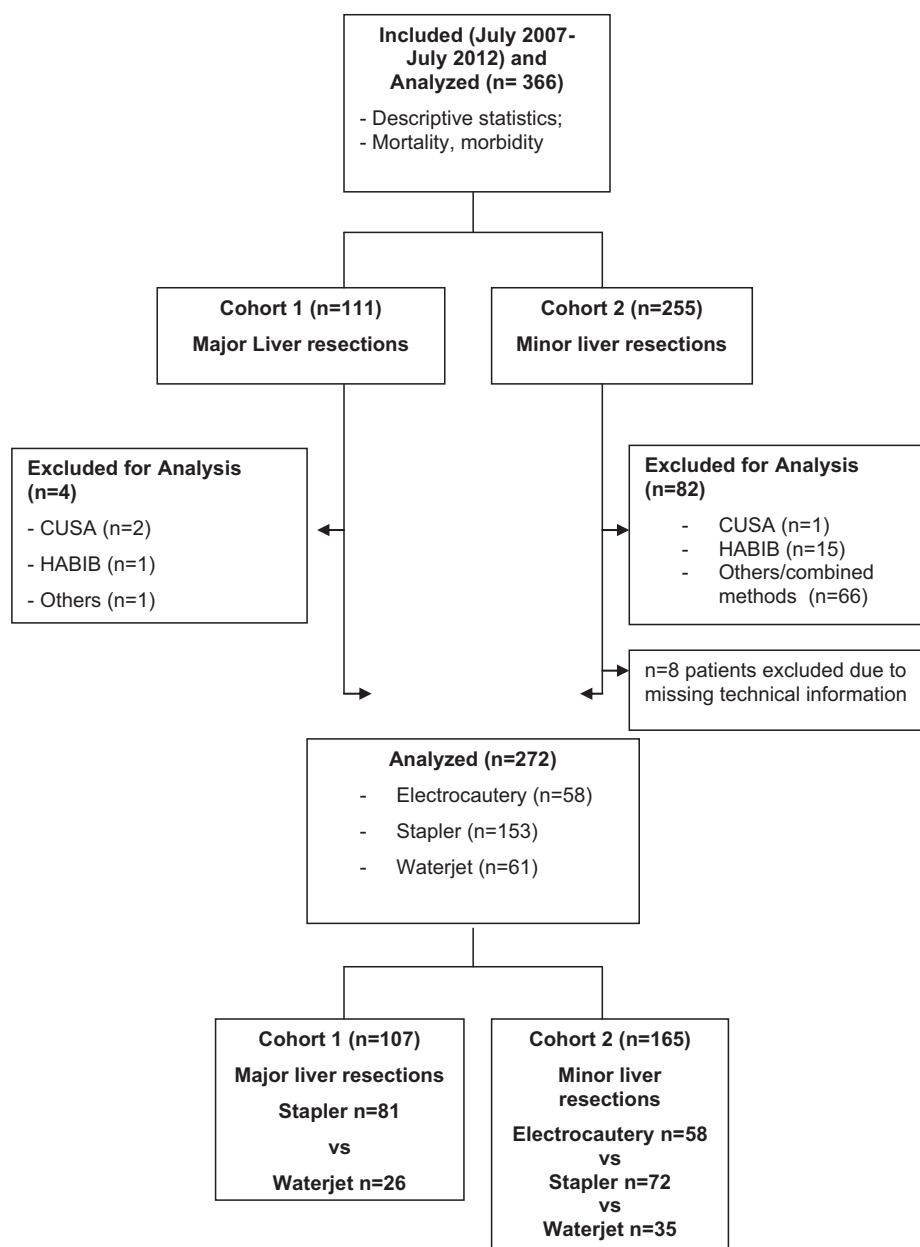 Included (July 2007-
July 2012) and
Analyzed (n= 366)
- Descriptive statistics;
- Mortality, morbidity
Cohort 1 (n=111)
Major Liver resections
Cohort 2 (n=255)
Minor liver resections
Excluded for Analysis
(n=4)
- CUSA (n=2)
- HABIB (n=1)
- Others (n=1)
Excluded for Analysis
(n=82)
- CUSA (n=1)
- HABIB (n=15)
- Others/combined
methods (n=66)
n=8 patients excluded due to
missing technical information
Analyzed (n=272)
- Electrocautery (n=58)
- Stapler (n=153)
- Waterjet (n=61)
Cohort 1 (n=107)
Major liver resections
Stapler n=81
vs
Waterjet n=26
Cohort 2 (n=165)
Minor liver
resections
Electrocautery n=58
vs
Stapler n=72
vs
Waterjet n=35